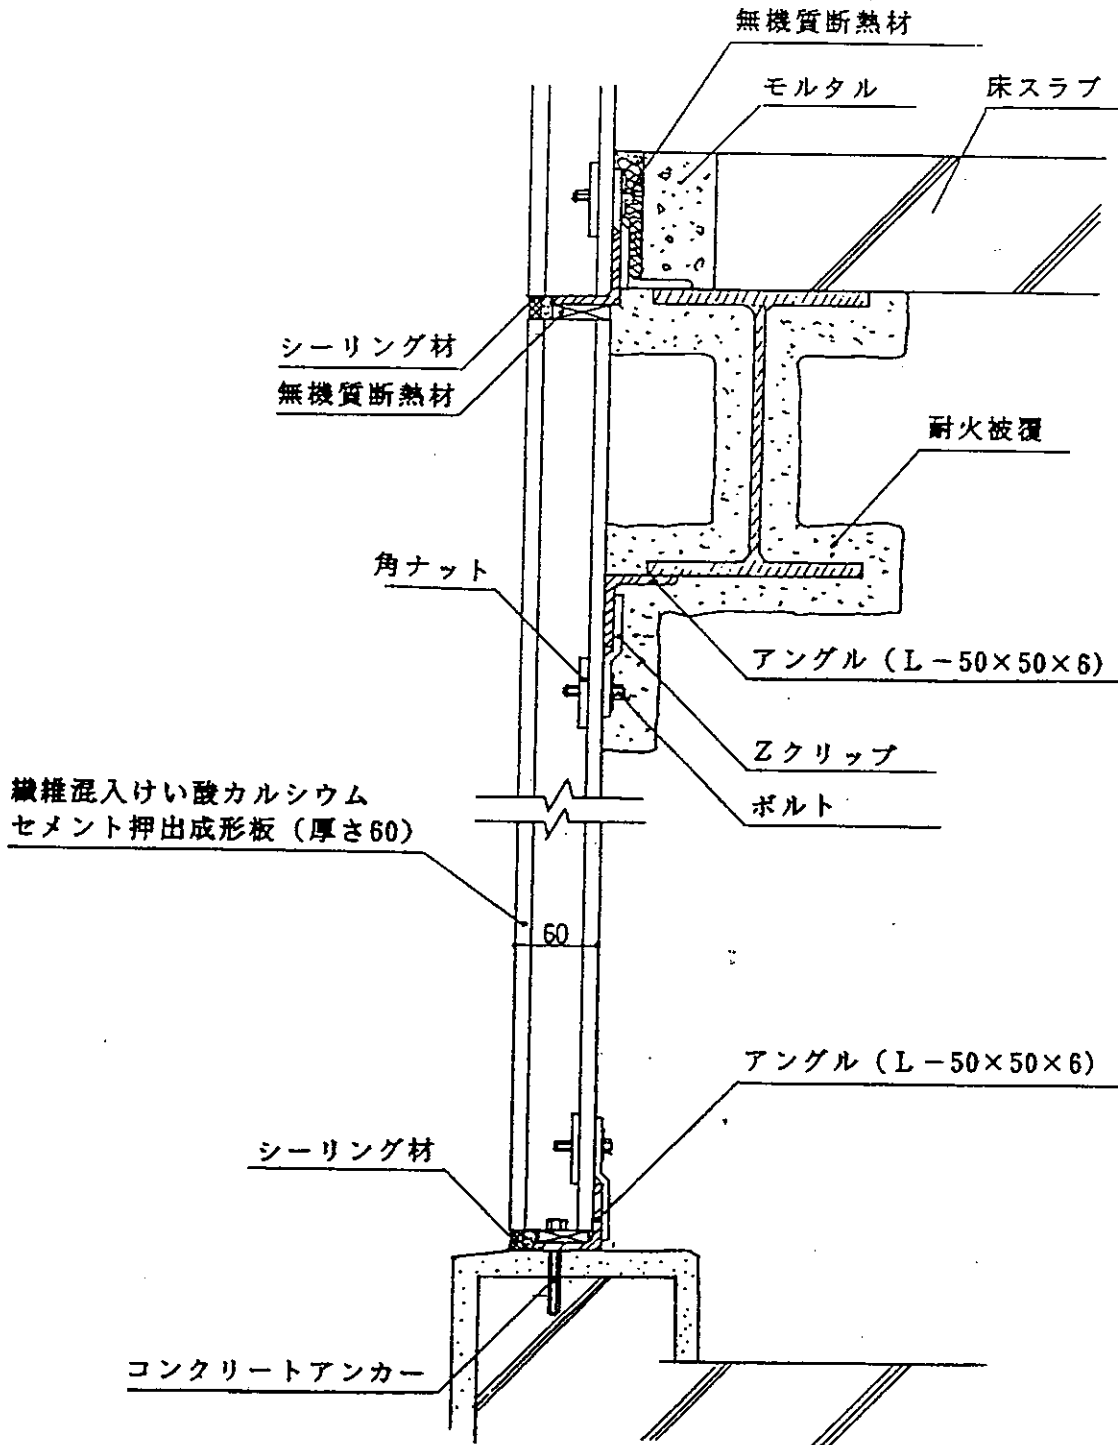 無機質断熱材
モルタル
床スラブ
シーリング材
無機質断熱材
耐火被覆
角ナット
アングル（L－50×50×6）
Zクリップ
ボルト
繊維混入けい酸カルシウム
セメント押出成形板（厚さ60）
60
アングル（L－50×50×6）
シーリング材
コンクリートアンカー